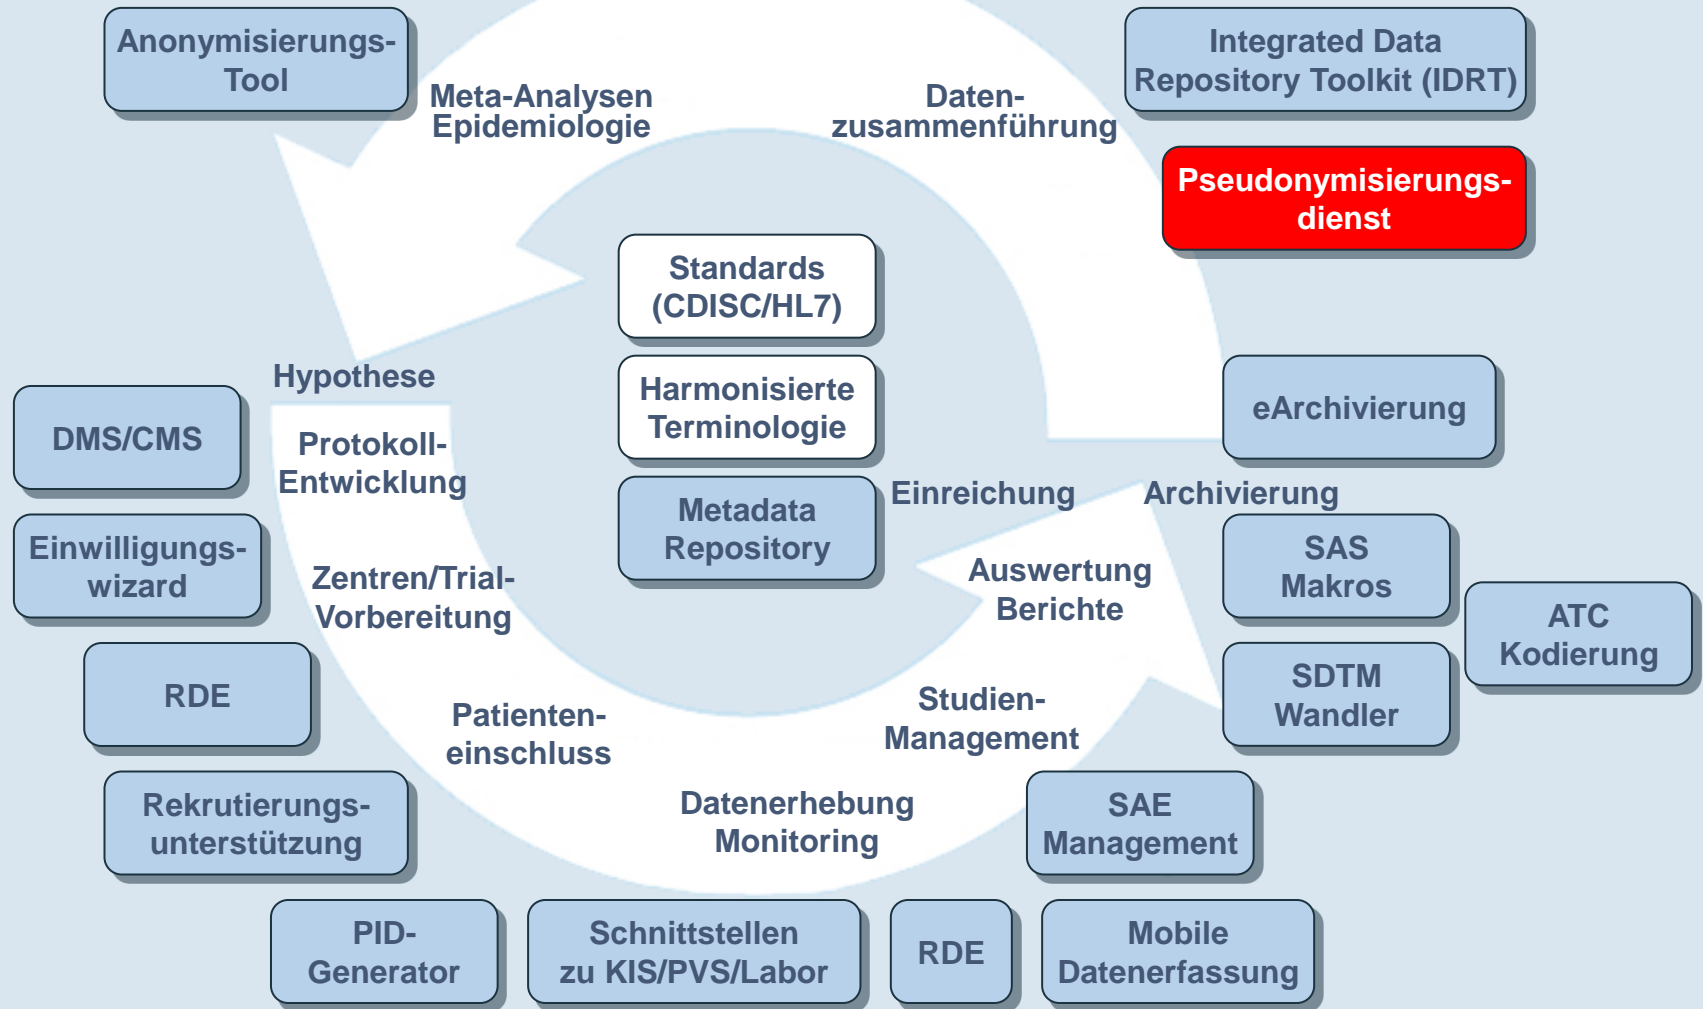 Anonymisierungs-
Tool
Meta-Analysen
Epidemiologie
Daten-
zusammenführung
Integrated Data
Repository Toolkit (IDRT)
Pseudonymisierungs-
dienst
Standards
(CDISC/HL7)
Harmonisierte
Terminologie
Metadata
Repository
Hypothese
DMS/CMS
Protokoll-
Entwicklung
Einwilligungs-
wizard
Zentren/Trial-
Vorbereitung
RDE
Patienten-
einschluss
Rekrutierungs-
unterstützung
Datenerhebung
Monitoring
Studien-
Management
Auswertung
Berichte
Einreichung
Archivierung
eArchivierung
SAS
Makros
ATC
Kodierung
SDTM
Wandler
SAE
Management
PID-
Generator
Schnittstellen
zu KIS/PVS/Labor
RDE
Mobile
Datenerfassung